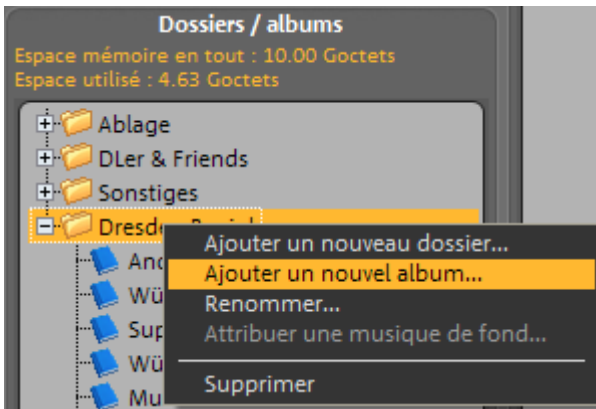 Dossiers / albums
Espace mémoire en tout : 10.00 Goctets
Espace utilisé : 4.63 Goctets
Ablage
DLer & Friends
Sonstiges
Ajouter un nouveau dossier...
Ajouter un nouvel album...
Renommer...
Attribuer une musique de fond...
Supprimer